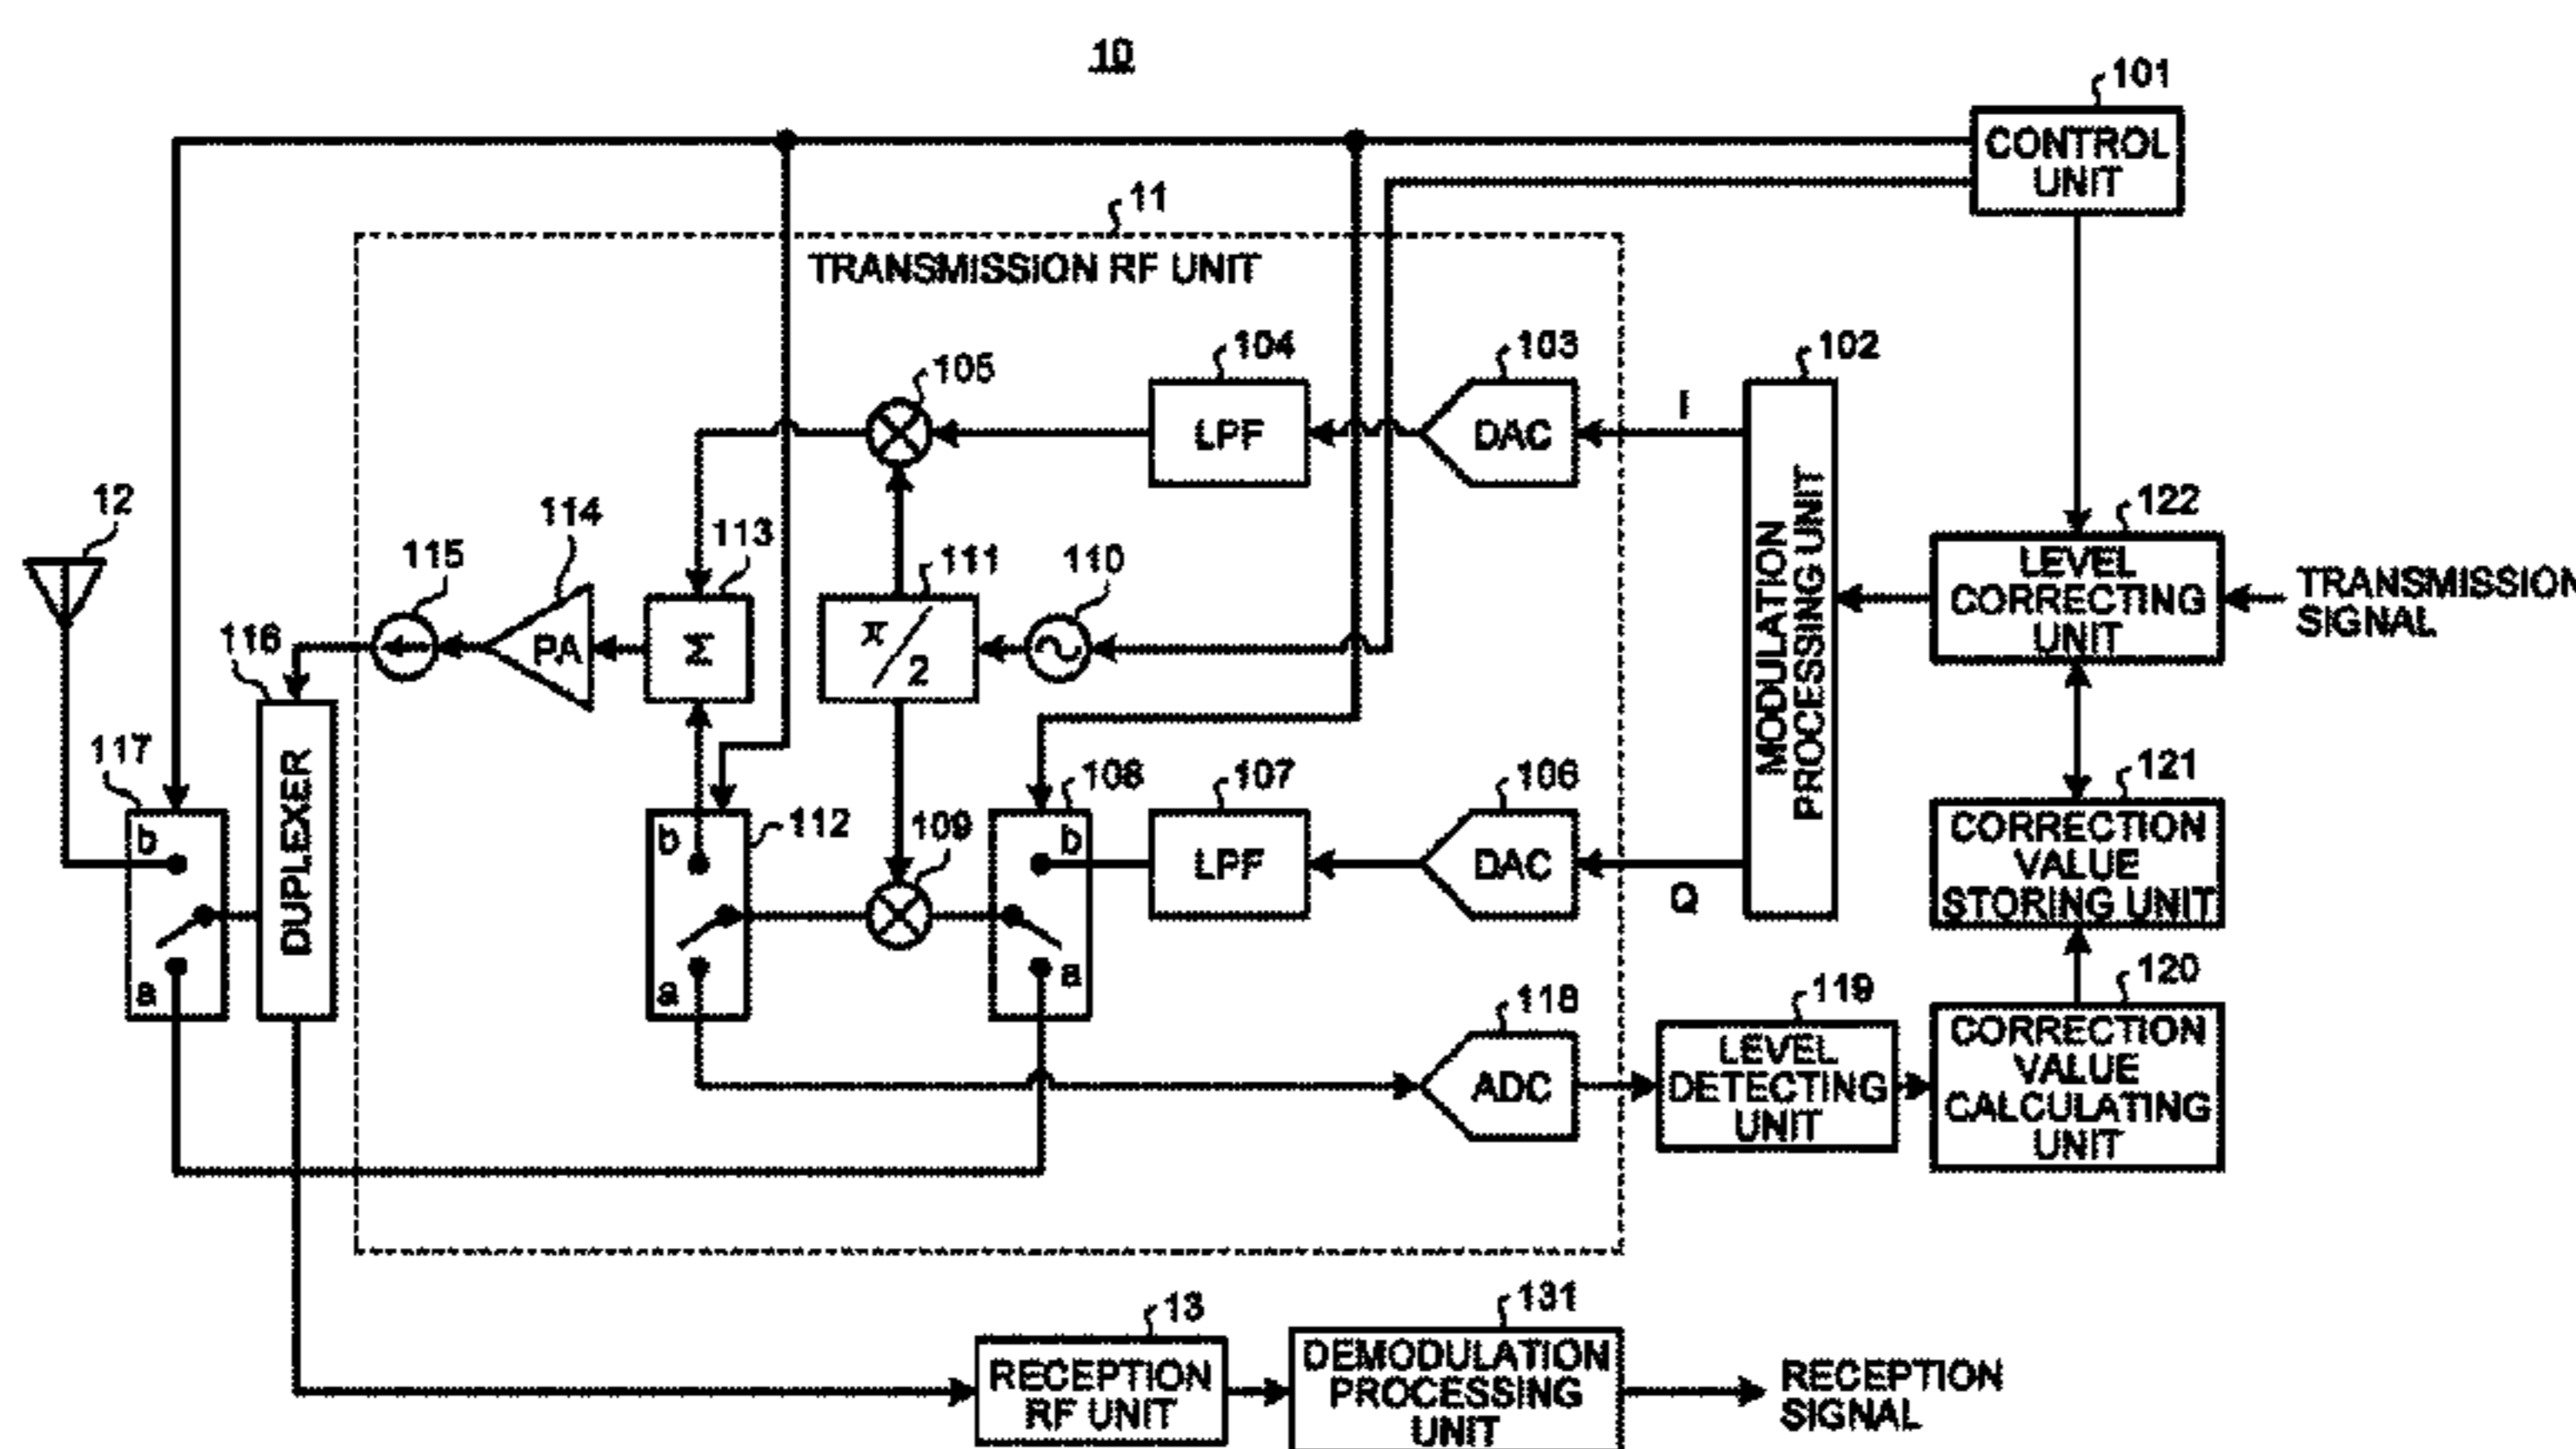 10
101
CONTROL
UNIT
11
TRANSMISSION RF UNIT
105
104
LPF
103
DAC
I
102
MODULATION
PROCESSING UNIT
122
LEVEL
CORRECTING
UNIT
TRANSMISSION
SIGNAL
12
115
114
PA
113
Σ
111
π/2
110
116
DUPLEXER
117
b
a
b
a
112
109
108
b
a
107
LPF
106
DAC
Q
121
CORRECTION
VALUE
STORING UNIT
118
ADC
119
LEVEL
DETECTING
UNIT
120
CORRECTION
VALUE
CALCULATING
UNIT
13
RECEPTION
RF UNIT
131
DEMODULATION
PROCESSING
UNIT
RECEPTION
SIGNAL